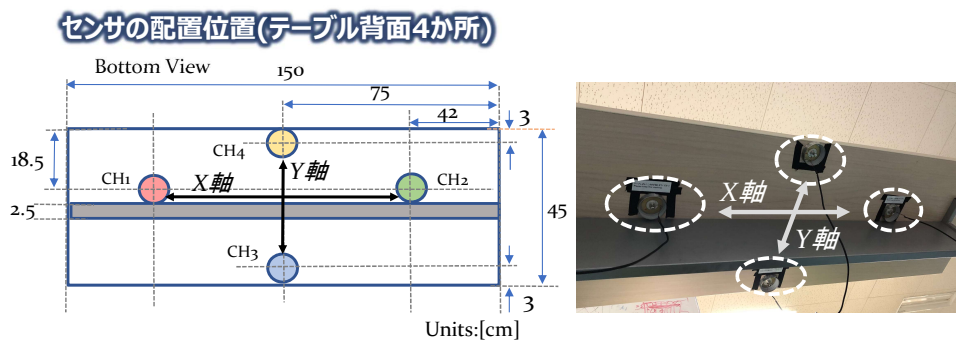 センサの配置位置(テーブル背面4か所)
Bottom View
150
75
42
3
18.5
CH4
CH1
X軸
Y軸
CH2
2.5
45
CH3
3
Units:[cm]
X軸
Y軸